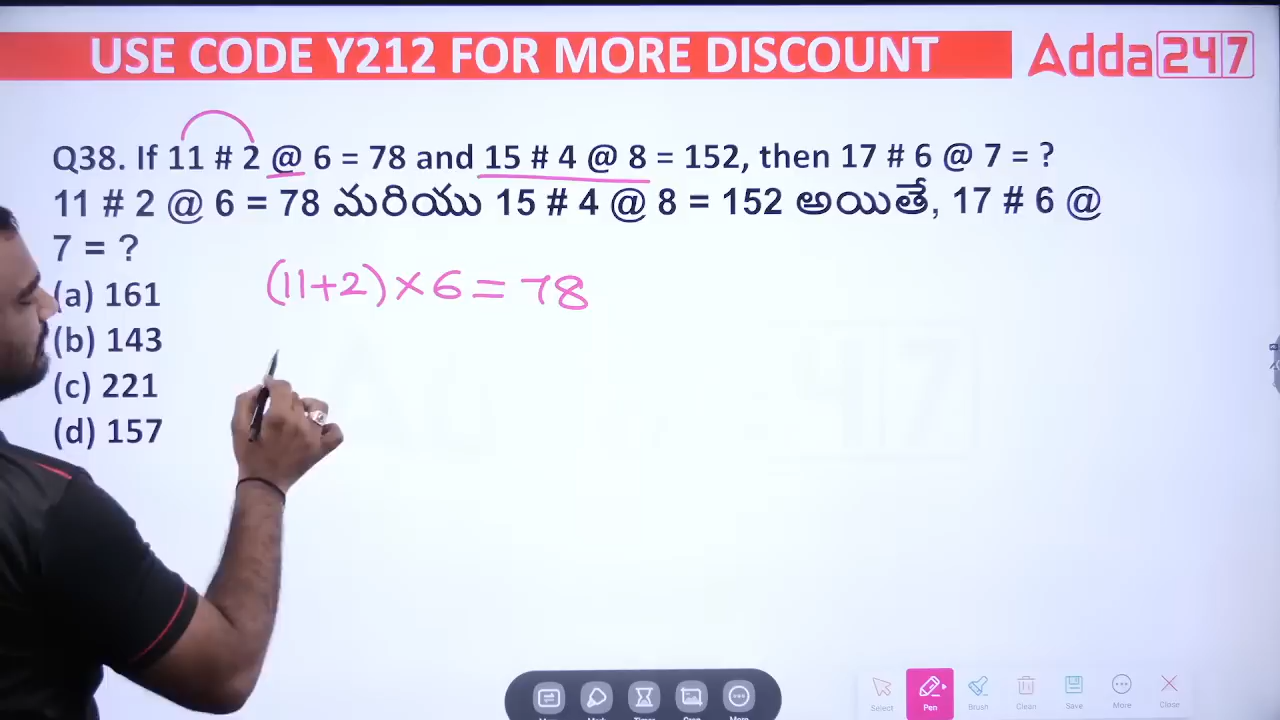 USE CODE Y212 FOR MORE DISCOUNT
Adda247
Q38. If 11 # 2 @ 6 = 78 and 15 # 4 @ 8 = 152, then 17 # 6 @ 7 = ?
11 # 2 @ 6 = 78 మరియు 15 # 4 @ 8 = 152 అయితే, 17 # 6 @
7 = ?
(11+2)×6=78
(a) 161
(b) 143
(c) 221
(d) 157
Select
Pen
Brush
Clean
Save
More
Close